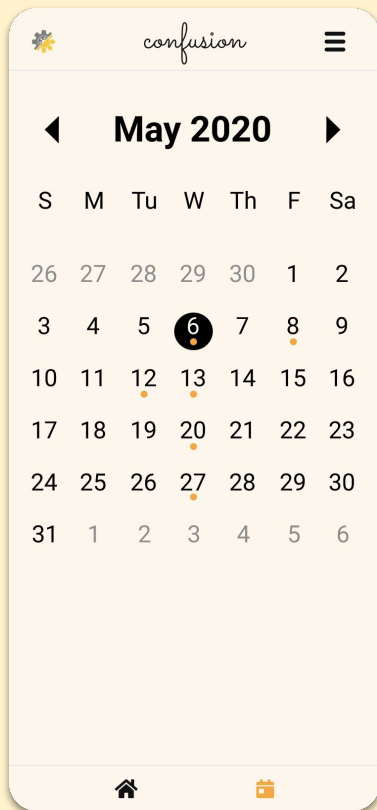 confusion
May 2020
S M Tu W Th F Sa
26 27 28 29 30 1 2
3 4 5 6 7 8 9
10 11 12 13 14 15 16
17 18 19 20 21 22 23
24 25 26 27 28 29 30
31 1 2 3 4 5 6